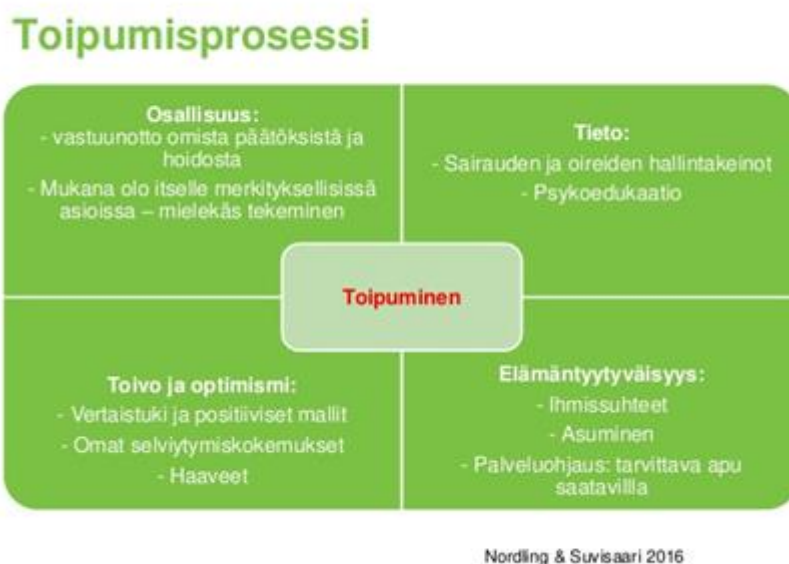 Toipumisprosessi
Osallisuus:
- vastuunotto omista päätöksistä ja
hoidosta
- Mukana olo itselle merkityksellisissä
asioissa – mielekäs tekeminen
Tieto:
- Sairauden ja oireiden hallintakeinot
- Psykoedukaatio
Toipuminen
Toivo ja optimismi:
- Vertaistuki ja positiiviset mallit
- Omat selviytymiskokemukset
- Haaveet
Elämäntyytyväisyys:
- Ihmissuhteet
- Asuminen
- Palveluohjaus: tarvittava apu
saatavillla
Nordling & Suvisaari 2016